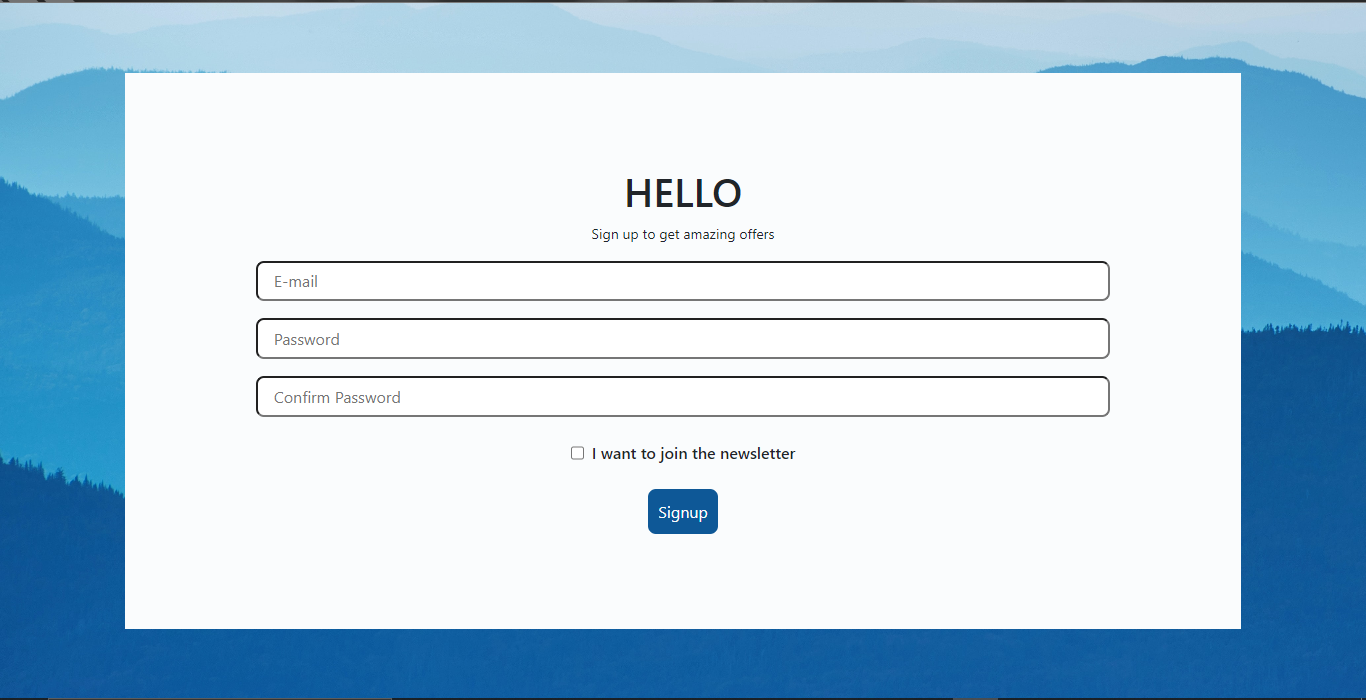 HELLO
Sign up to get amazing offers
E-mail
Password
Confirm Password
I want to join the newsletter
Signup